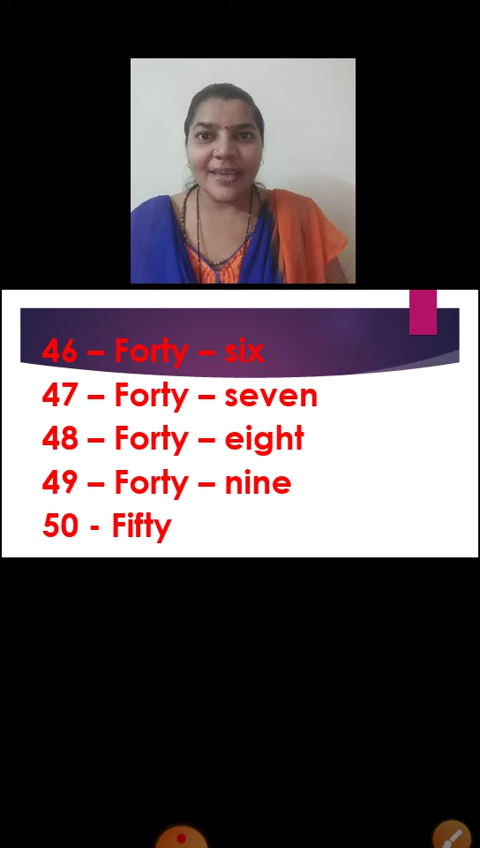 46 – Forty – six
47 – Forty – seven
48 – Forty – eight
49 – Forty – nine
50 - Fifty